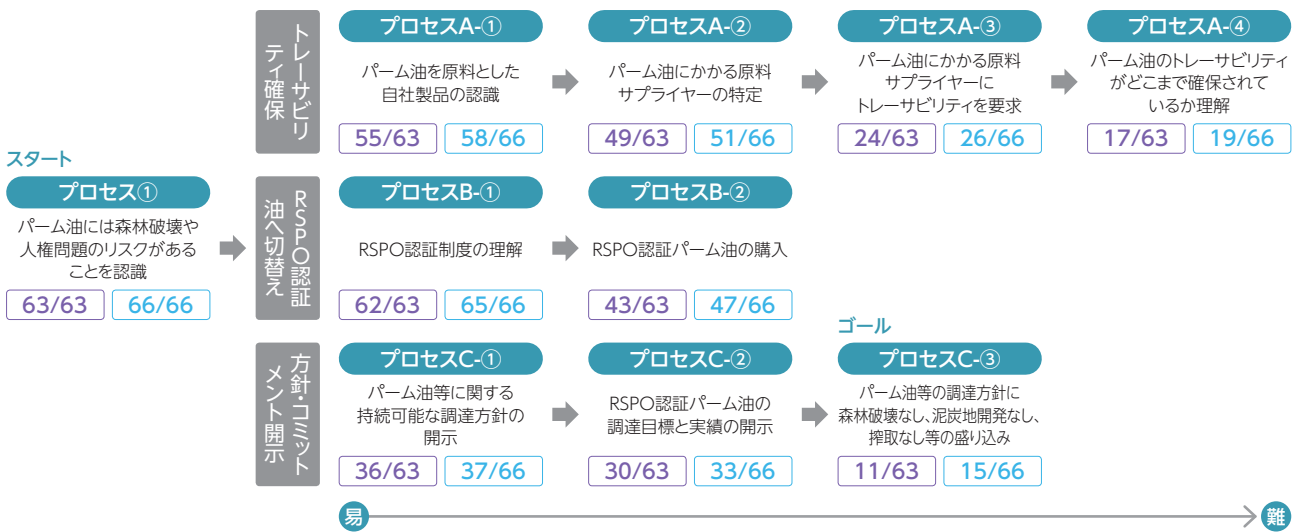 スタート
プロセス①
パーム油には森林破壊や
人権問題のリスクがある
ことを認識
63/63 66/66
トレーサビリ
ティ確保
プロセスA-①
パーム油を原料とした
自社製品の認識
55/63 58/66
プロセスA-②
パーム油にかかる原料
サプライヤーの特定
49/63 51/66
プロセスA-③
パーム油にかかる原料
サプライヤーに
トレーサビリティを要求
24/63 26/66
プロセスA-④
パーム油のトレーサビリティ
がどこまで確保されて
いるか理解
17/63 19/66
RSPO認証
油へ切替え
プロセスB-①
RSPO認証制度の理解
62/63 65/66
プロセスB-②
RSPO認証パーム油の購入
43/63 47/66
方針・コミット
メント開示
プロセスC-①
パーム油等に関する
持続可能な調達方針の
開示
36/63 37/66
プロセスC-②
RSPO認証パーム油の
調達目標と実績の開示
30/63 33/66
ゴール
プロセスC-③
パーム油等の調達方針に
森林破壊なし、泥炭地開発なし、
搾取なし等の盛り込み
11/63 15/66
易
難